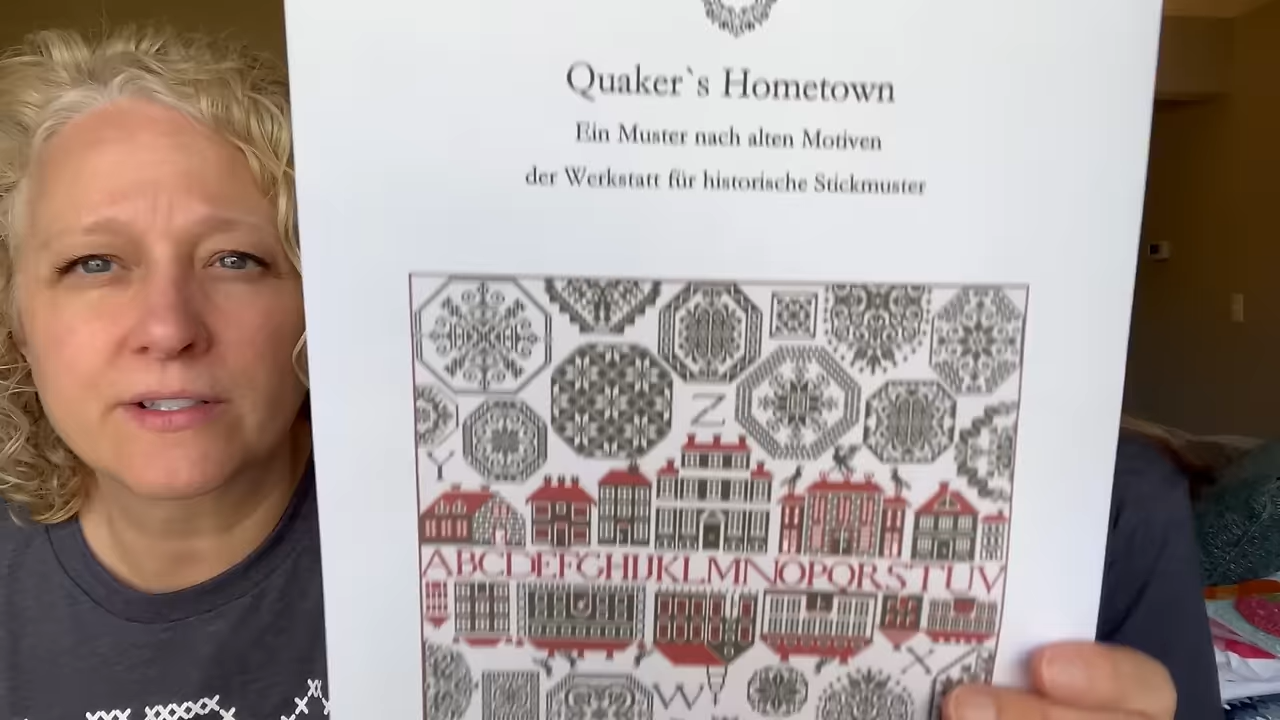 Quaker`s Hometown
Ein Muster nach alten Motiven
der Werkstatt für historische Stickmuster
Z
Y
ABCDEFGHIJKLMNOPQRSTUV
X
W